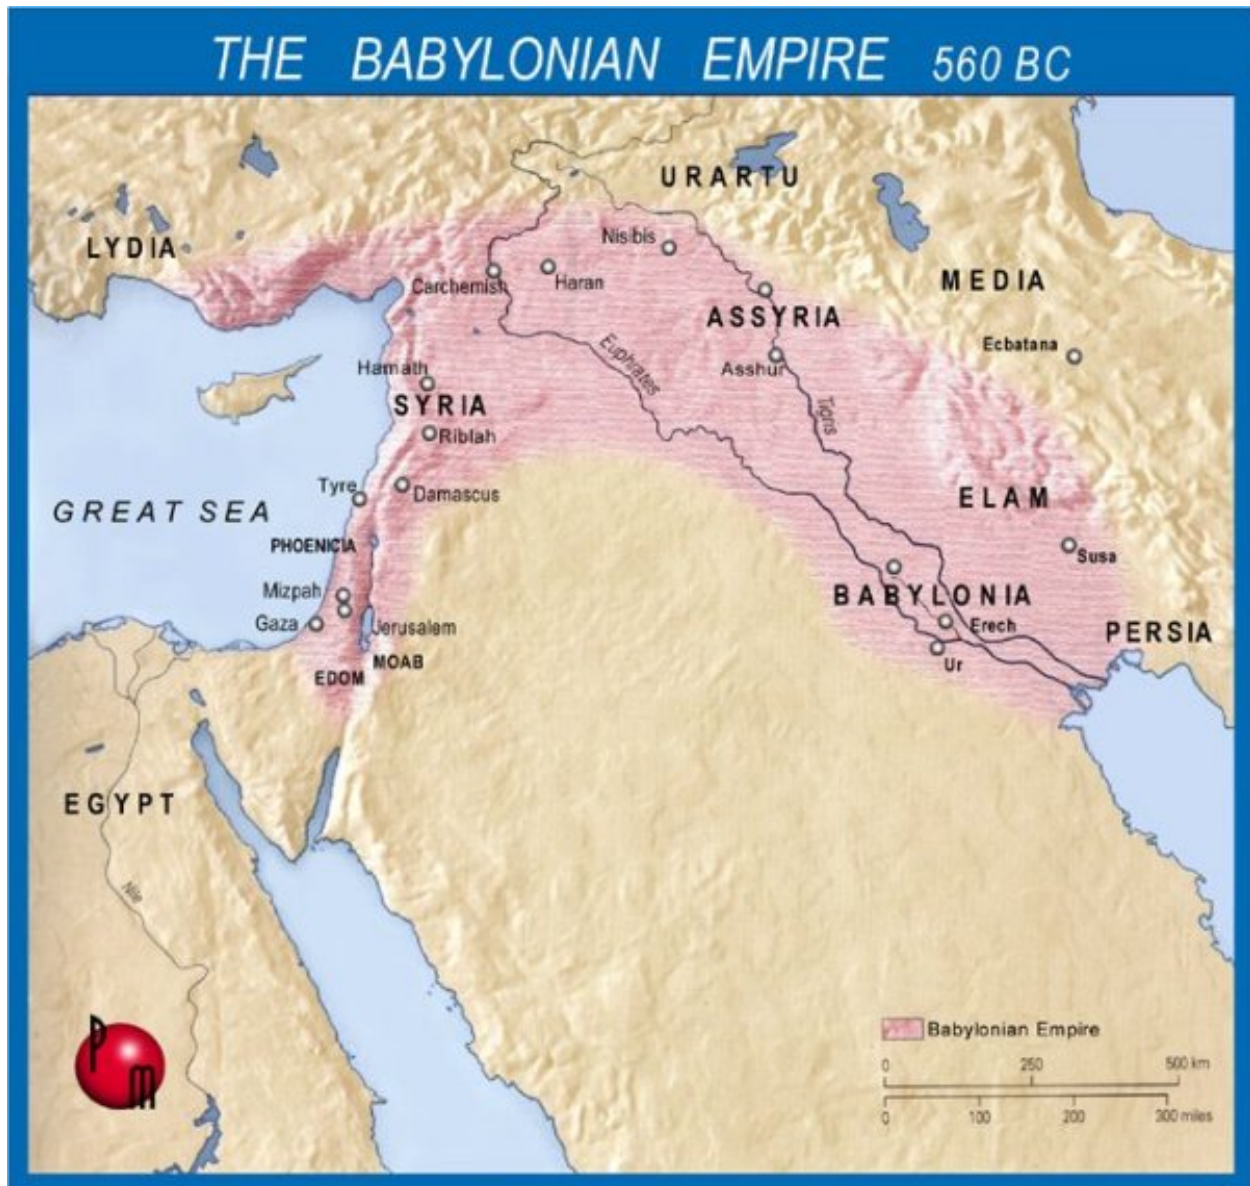 THE BABYLONIAN EMPIRE 560 BC
URARTU
LYDIA
Nisibis
MEDIA
Carchemish
Haran
ASSYRIA
Ecbatana
Euphrates
Asshur
Hamath
SYRIA
Tigris
Riblah
Tyre
Damascus
ELAM
GREAT SEA
PHOENICIA
Susa
Mizpah
BABYLONIA
Gaza
Jerusalem
Erech
PERSIA
MOAB
Ur
EDOM
EGYPT
Nile
P
M
Babylonian Empire
0 250 500 km
0 100 200 300 miles